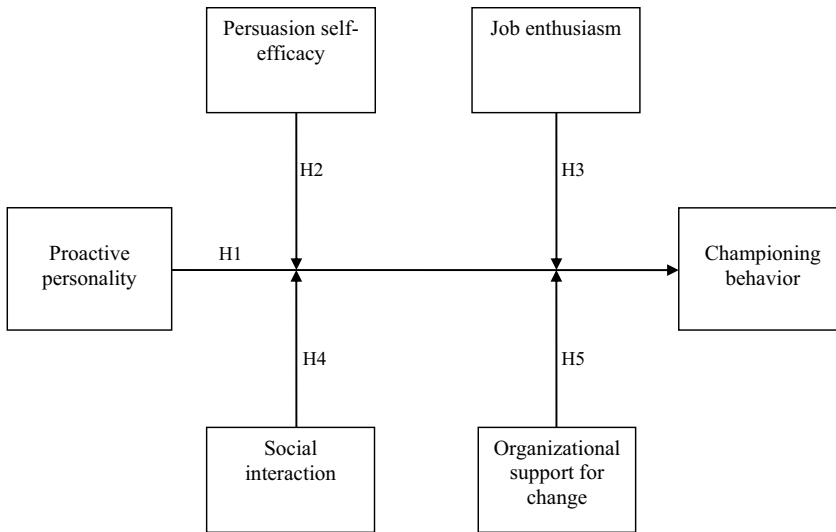 Persuasion self-
efficacy
Job enthusiasm
H2
H3
Proactive
personality
H1
Championing
behavior
H4
H5
Social
interaction
Organizational
support for
change